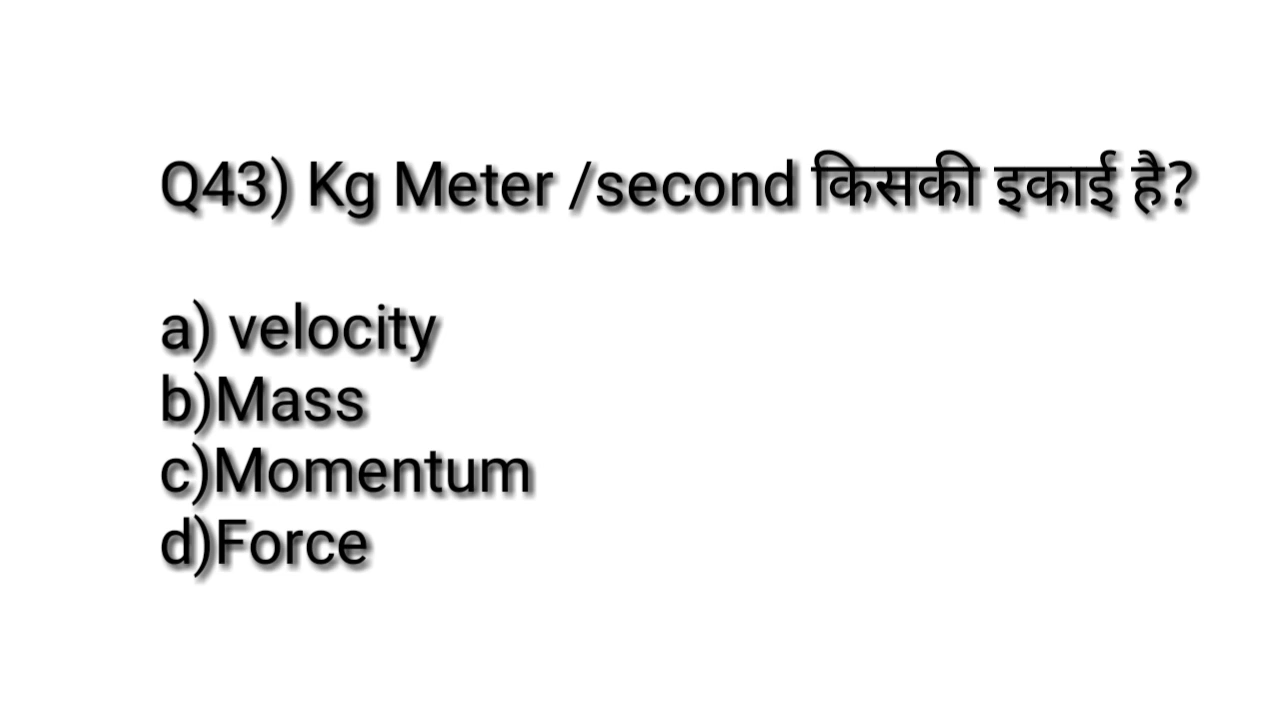 Q43) Kg Meter /second किसकी इकाई है?
a) velocity
b)Mass
c)Momentum
d)Force